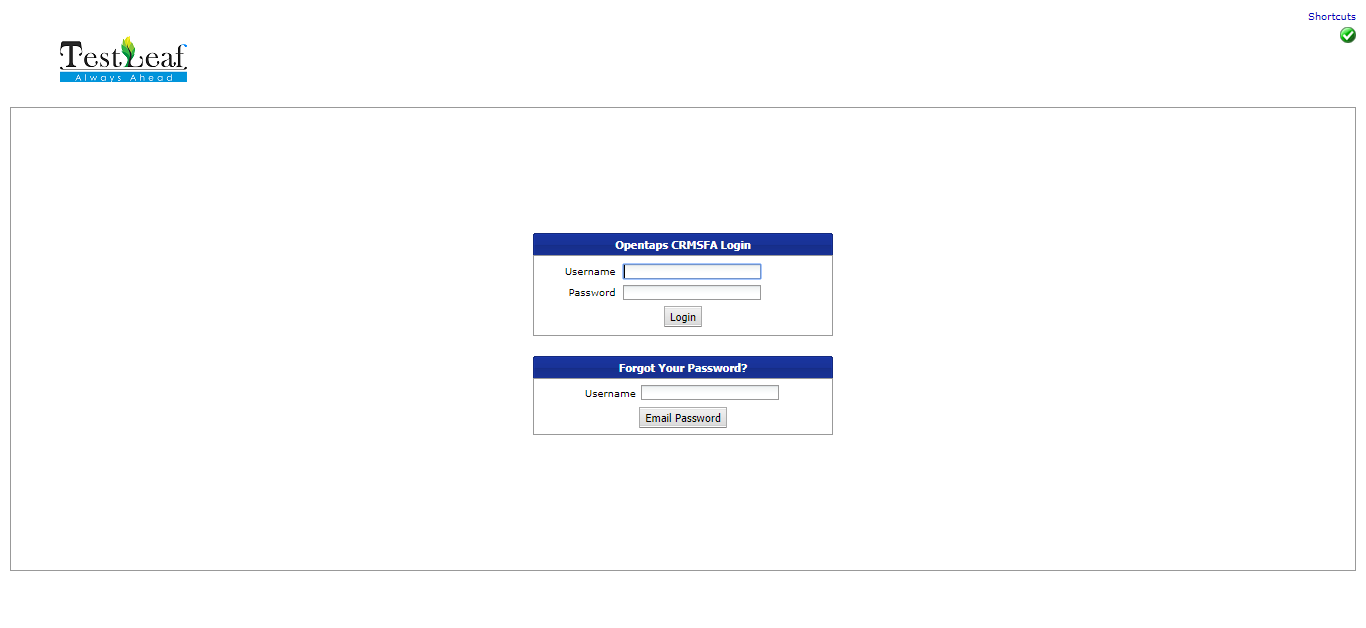 Shortcuts
TestLeaf
Always Ahead
Opentaps CRMSFA Login
Username
Password
Login
Forgot Your Password?
Username
Email Password